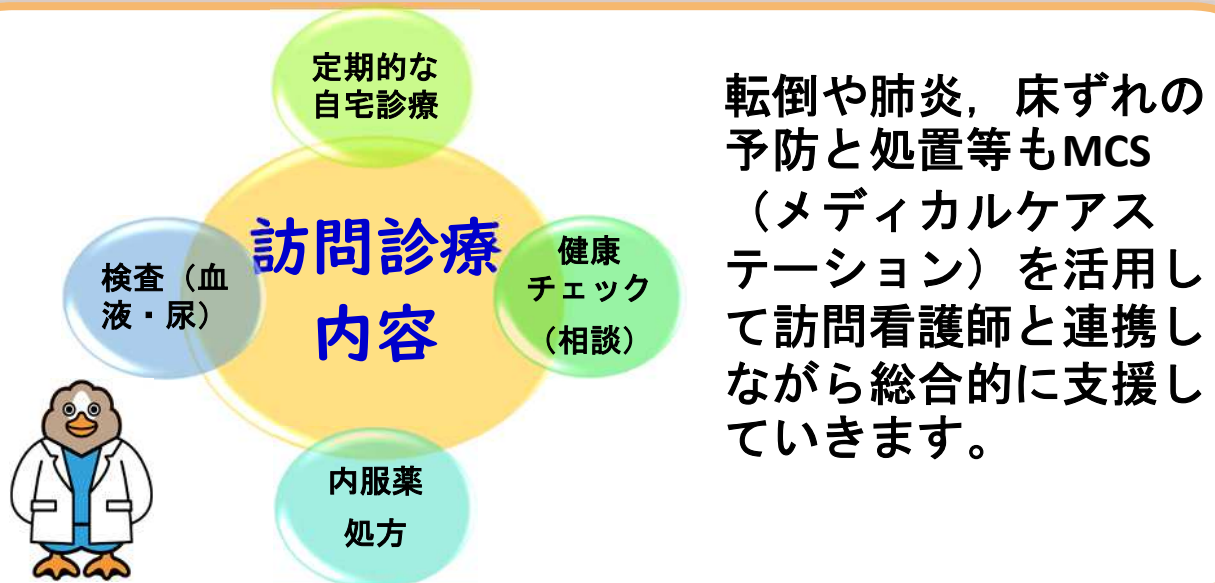 定期的な
自宅診療
訪問診療
内容
検査（血
液・尿）
健康
チェック
（相談）
内服薬
処方
転倒や肺炎，床ずれの
予防と処置等もMCS
（メディカルケアス
テーション）を活用し
て訪問看護師と連携し
ながら総合的に支援し
ていきます。